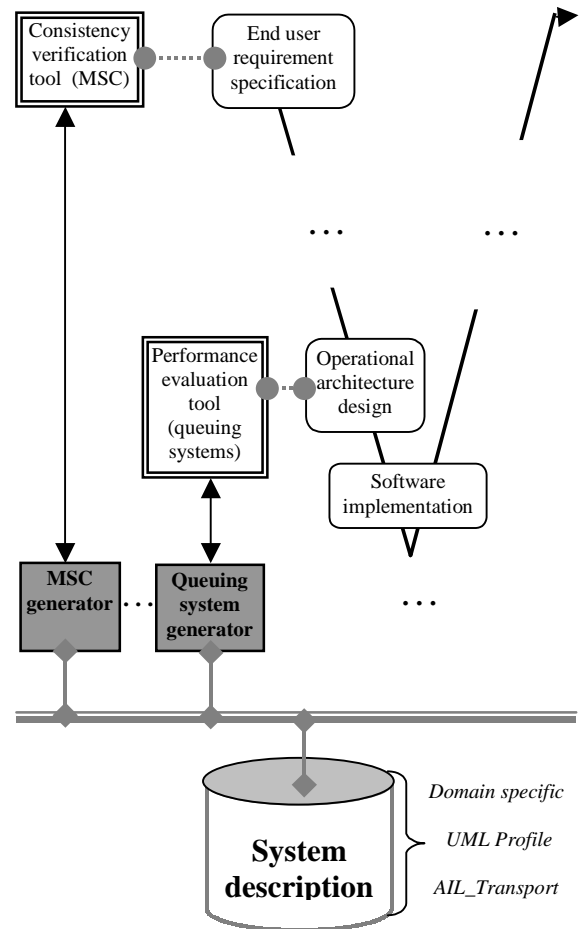 Consistency
verification
tool (MSC)
End user
requirement
specification
... ...
Performance
evaluation
tool
(queuing
systems)
Operational
architecture
design
Software
implementation
MSC
generator
...
Queuing
system
generator
...
System
description
Domain specific
UML Profile
AIL_Transport